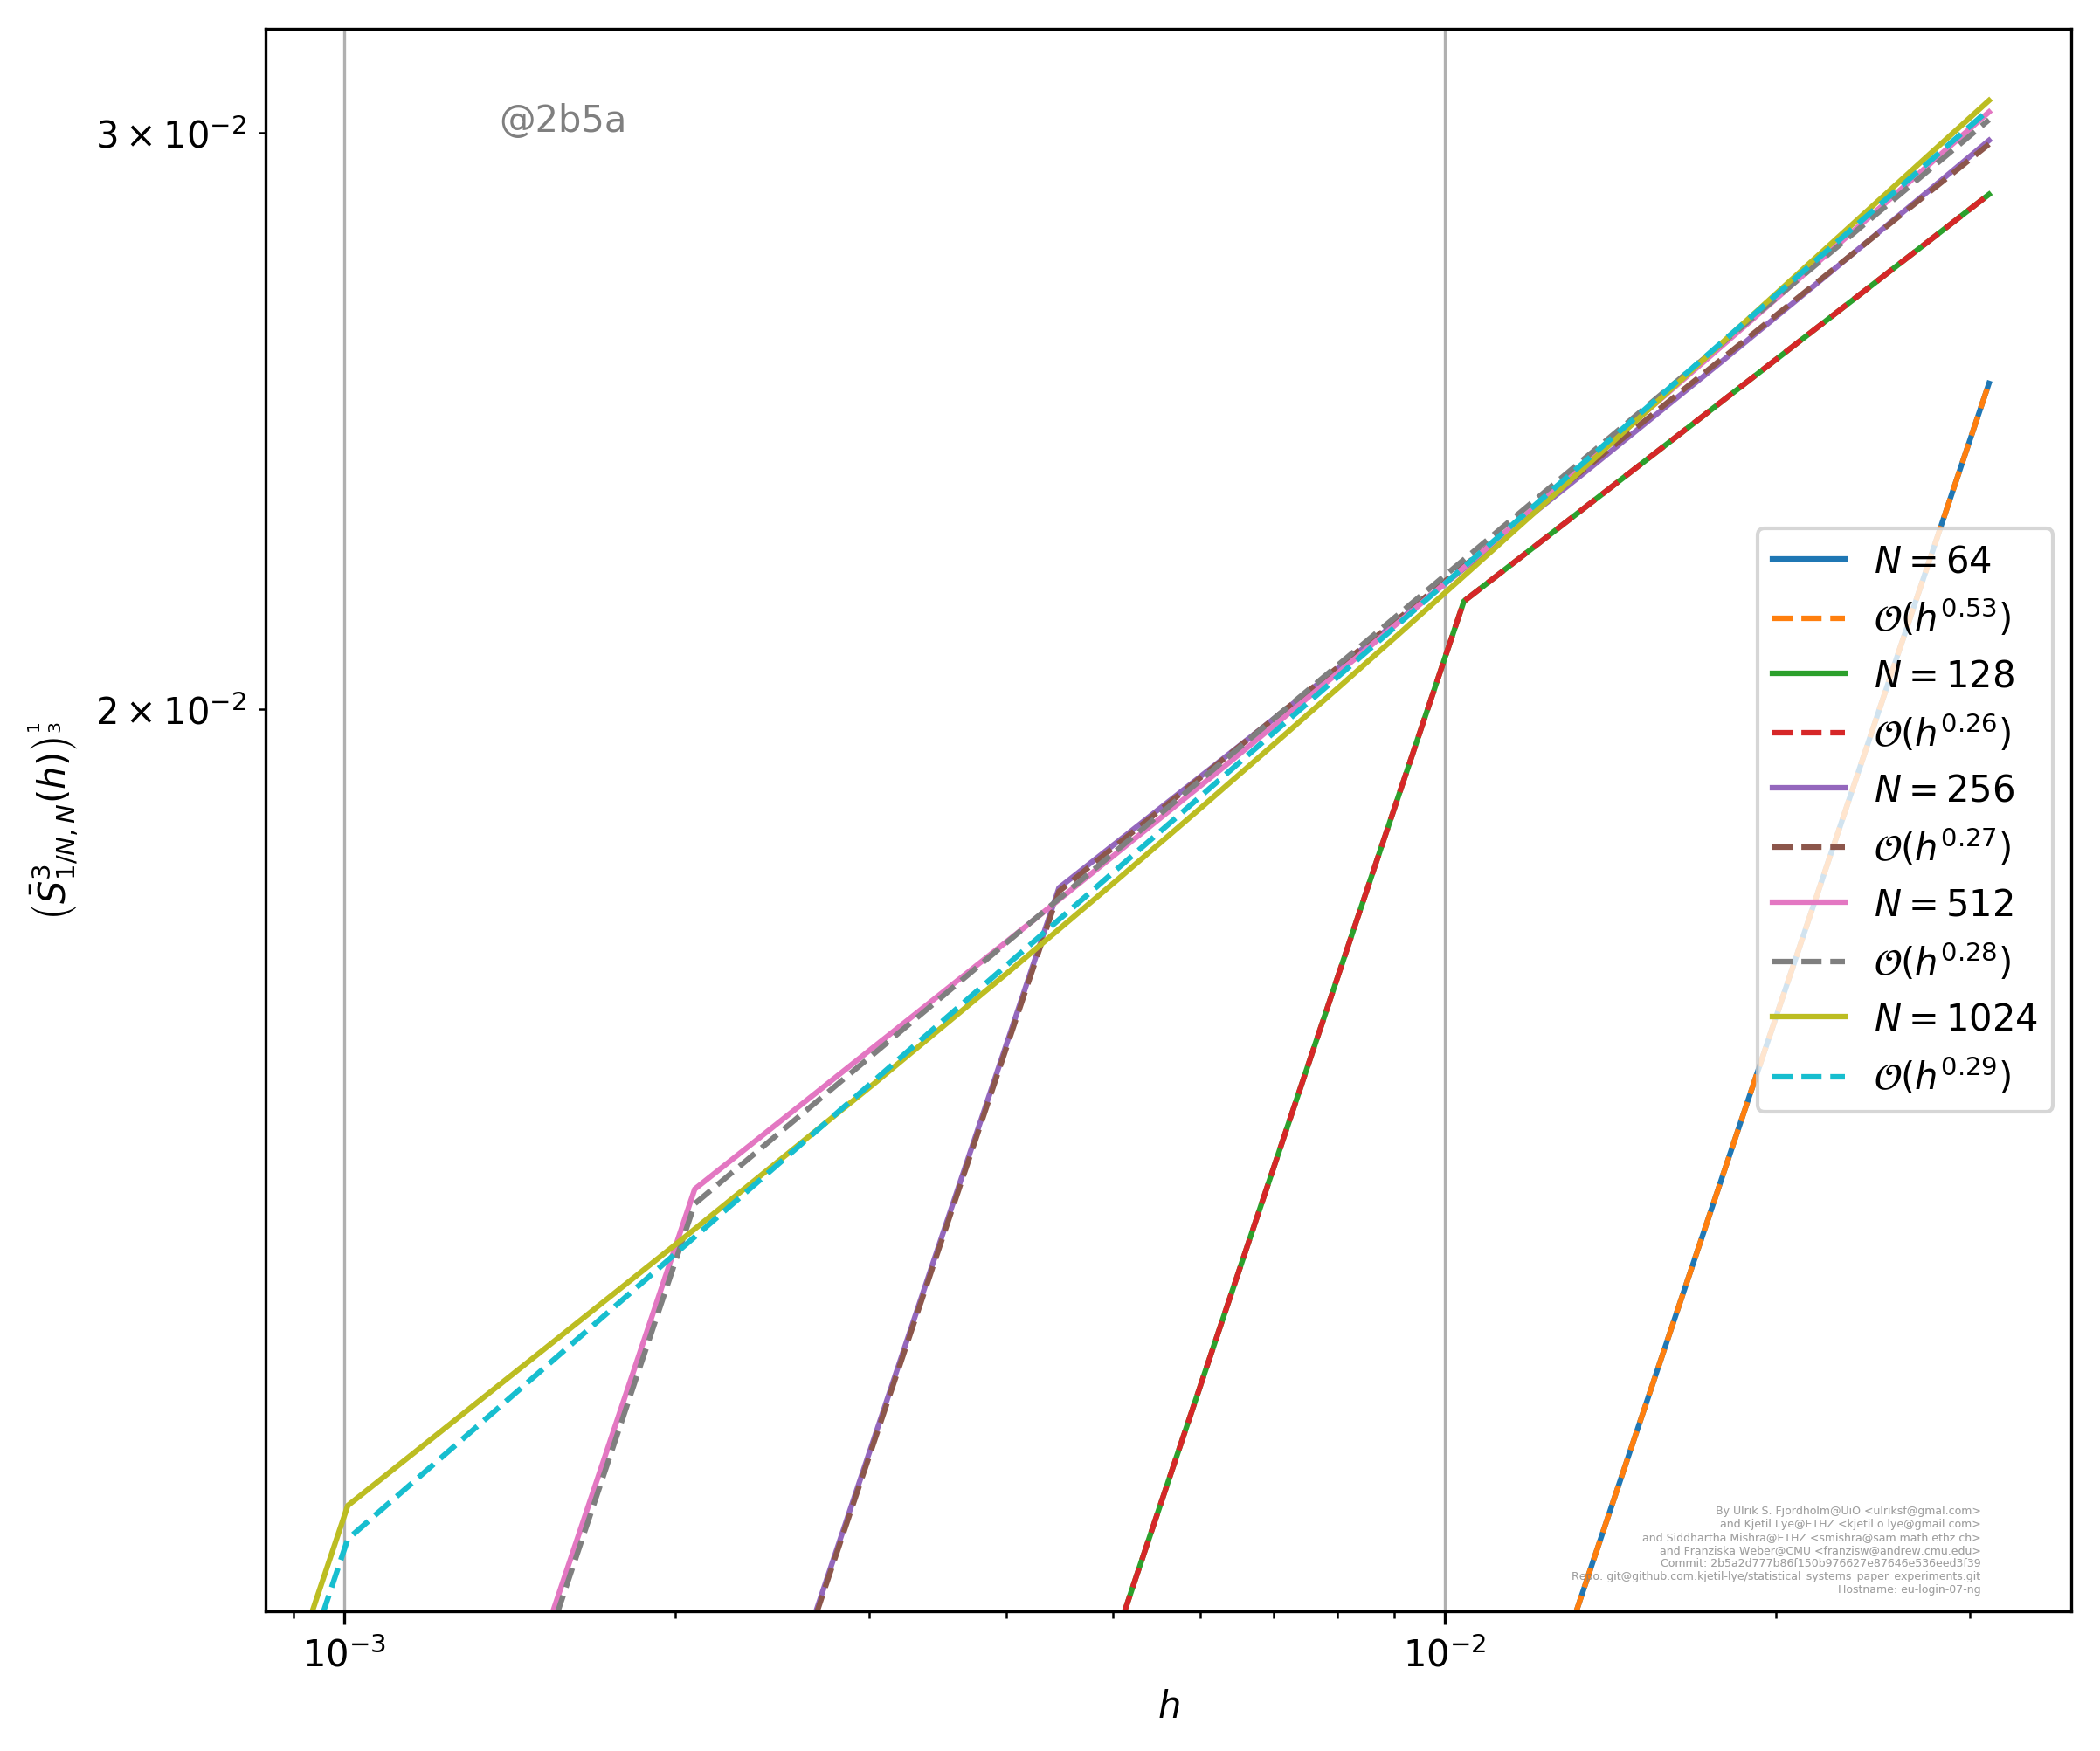 @2b5a
3 × 10⁻²
2 × 10⁻²
(S̄³₁/N,N(h))^(1/3)
N = 64
𝒪(h^0.53)
N = 128
𝒪(h^0.26)
N = 256
𝒪(h^0.27)
N = 512
𝒪(h^0.28)
N = 1024
𝒪(h^0.29)
By Ulrik S. Fjordholm@UiO <ulriksf@gmal.com>
and Kjetil Lye@ETHZ <kjetil.o.lye@gmail.com>
and Siddhartha Mishra@ETHZ <smishra@sam.math.ethz.ch>
and Franziska Weber@CMU <franzisw@andrew.cmu.edu>
Commit: 2b5a2d777b86f150b976627e87646e536eed3f39
Repo: git@github.com:kjetil-lye/statistical_systems_paper_experiments.git
Hostname: eu-login-07-ng
10⁻³
10⁻²
h